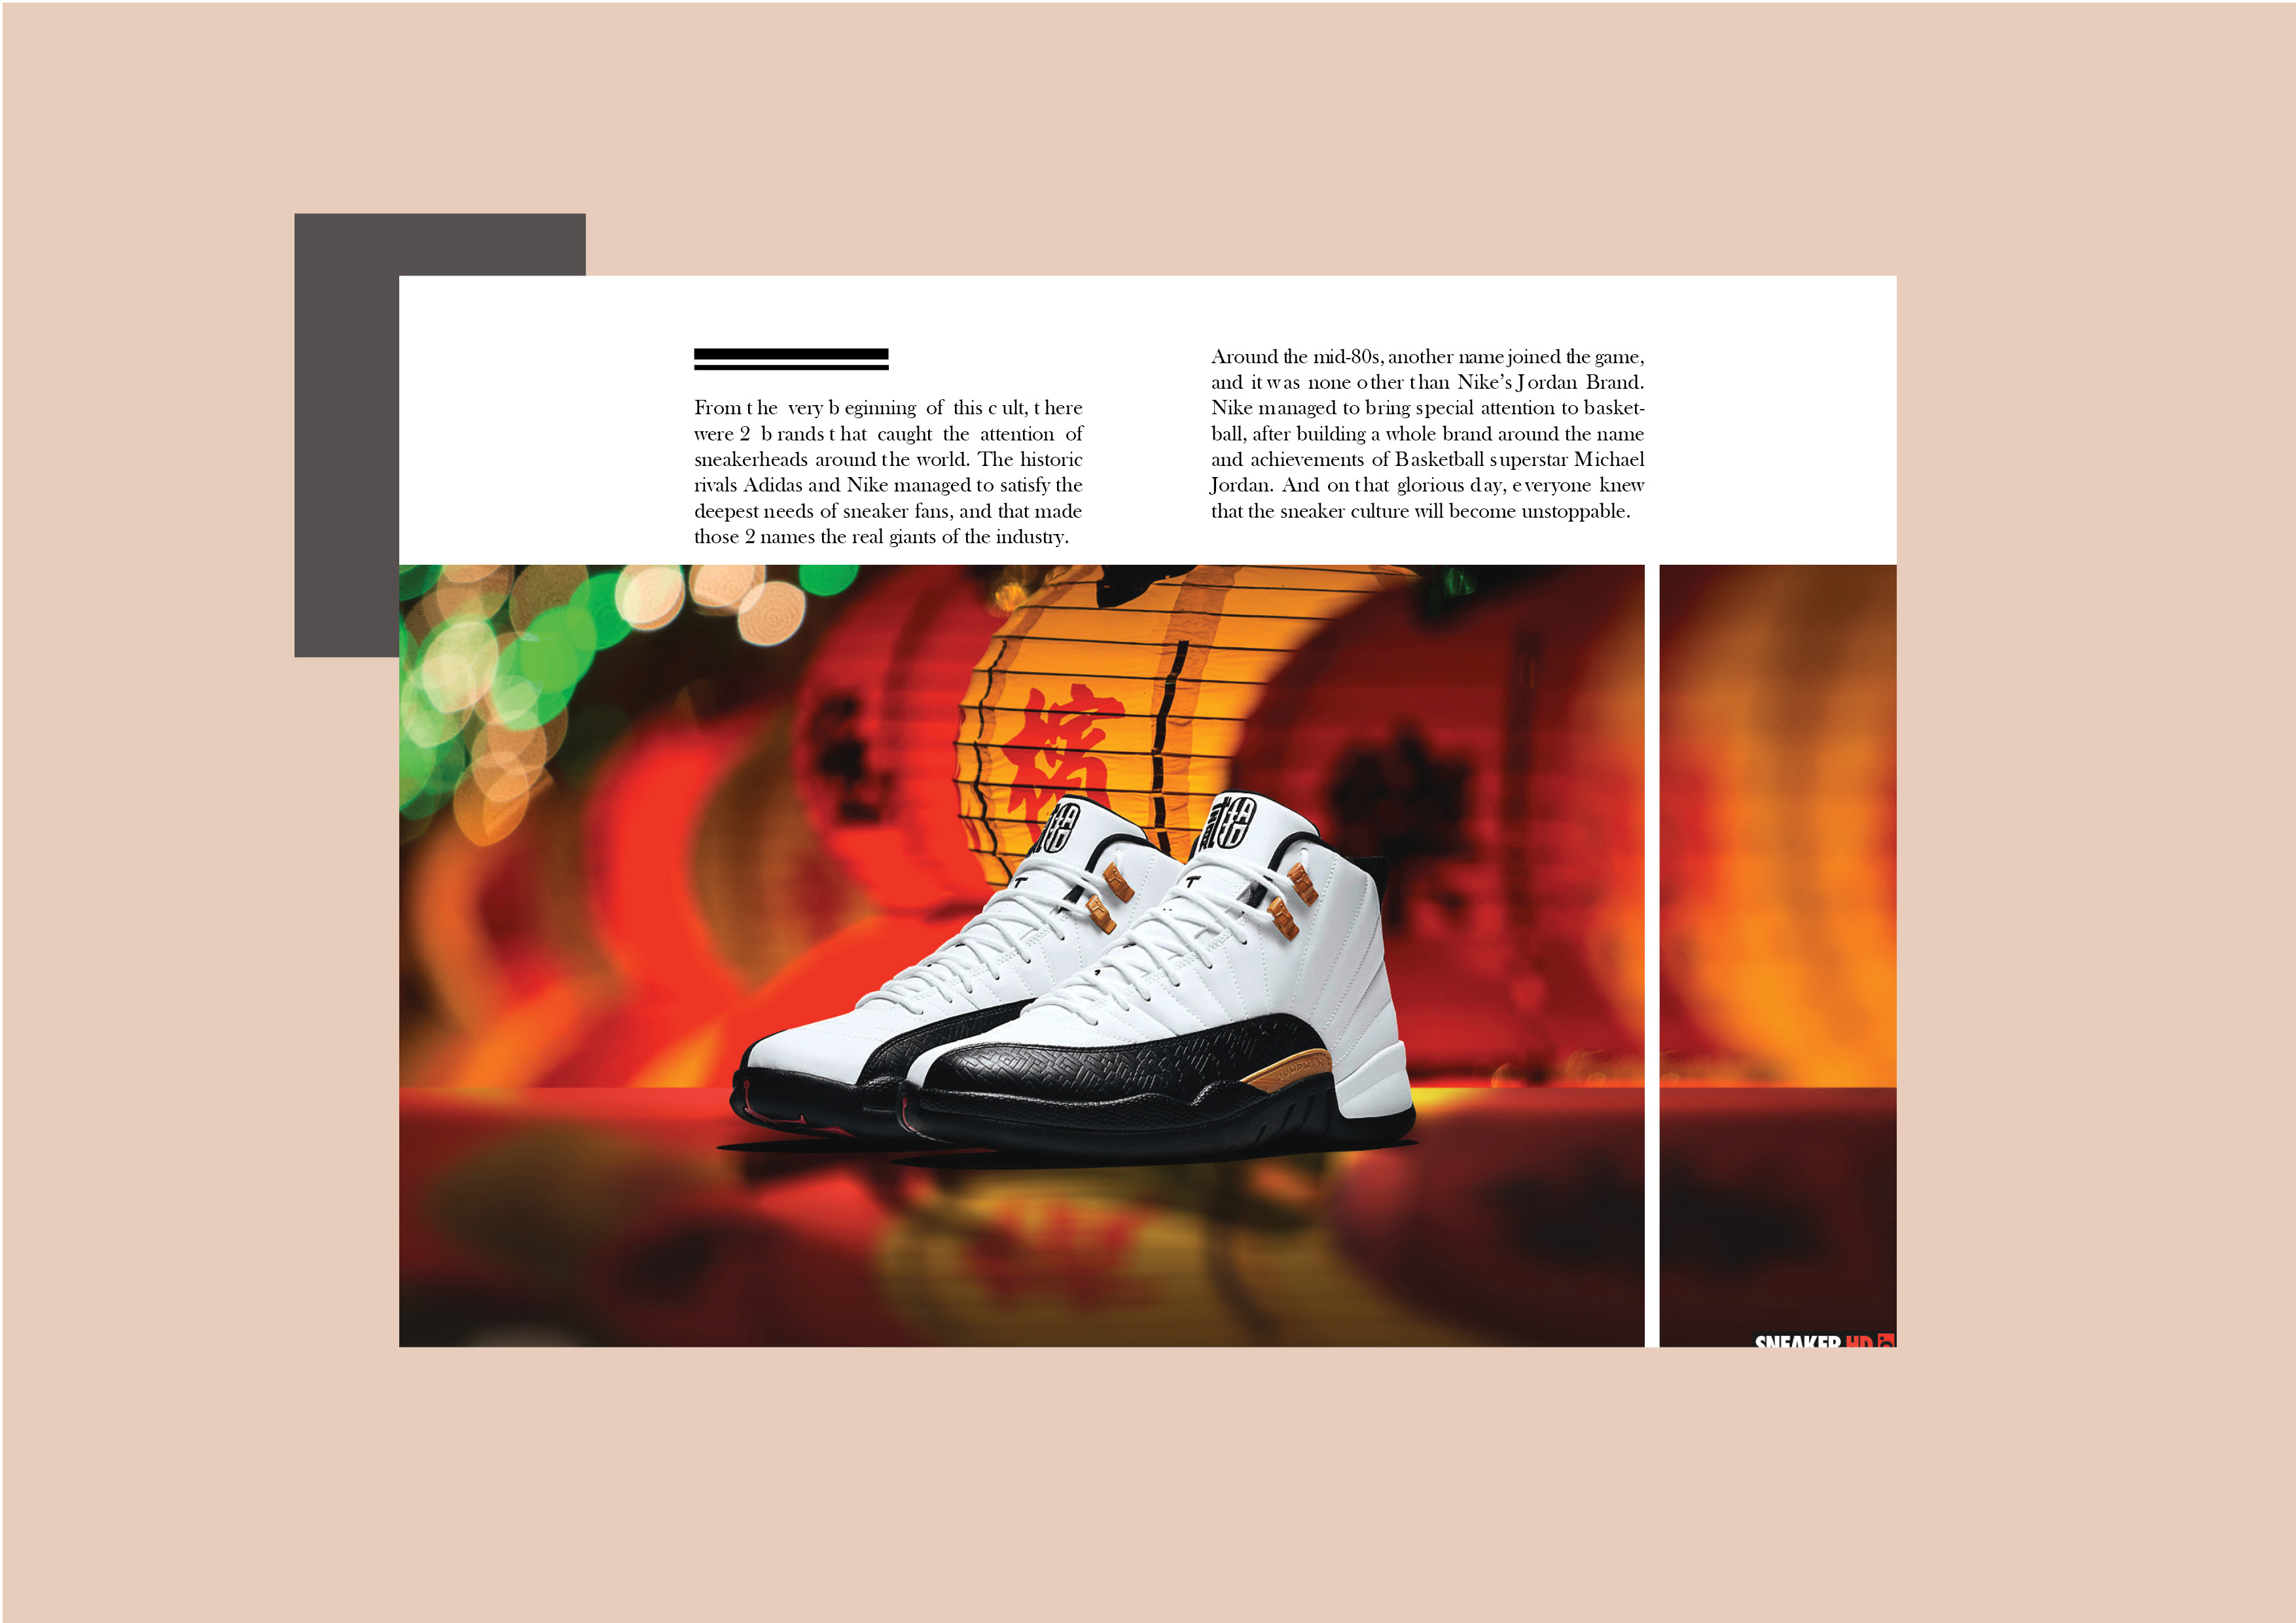 From the very beginning of this cult, there
were 2 brands that caught the attention of
sneakerheads around the world. The historic
rivals Adidas and Nike managed to satisfy the
deepest needs of sneaker fans, and that made
those 2 names the real giants of the industry.
Around the mid-80s, another name joined the game,
and it was none other than Nike's Jordan Brand.
Nike managed to bring special attention to basket-
ball, after building a whole brand around the name
and achievements of Basketball superstar Michael
Jordan. And on that glorious day, everyone knew
that the sneaker culture will become unstoppable.
JUMPMAN
SNEAKER HD